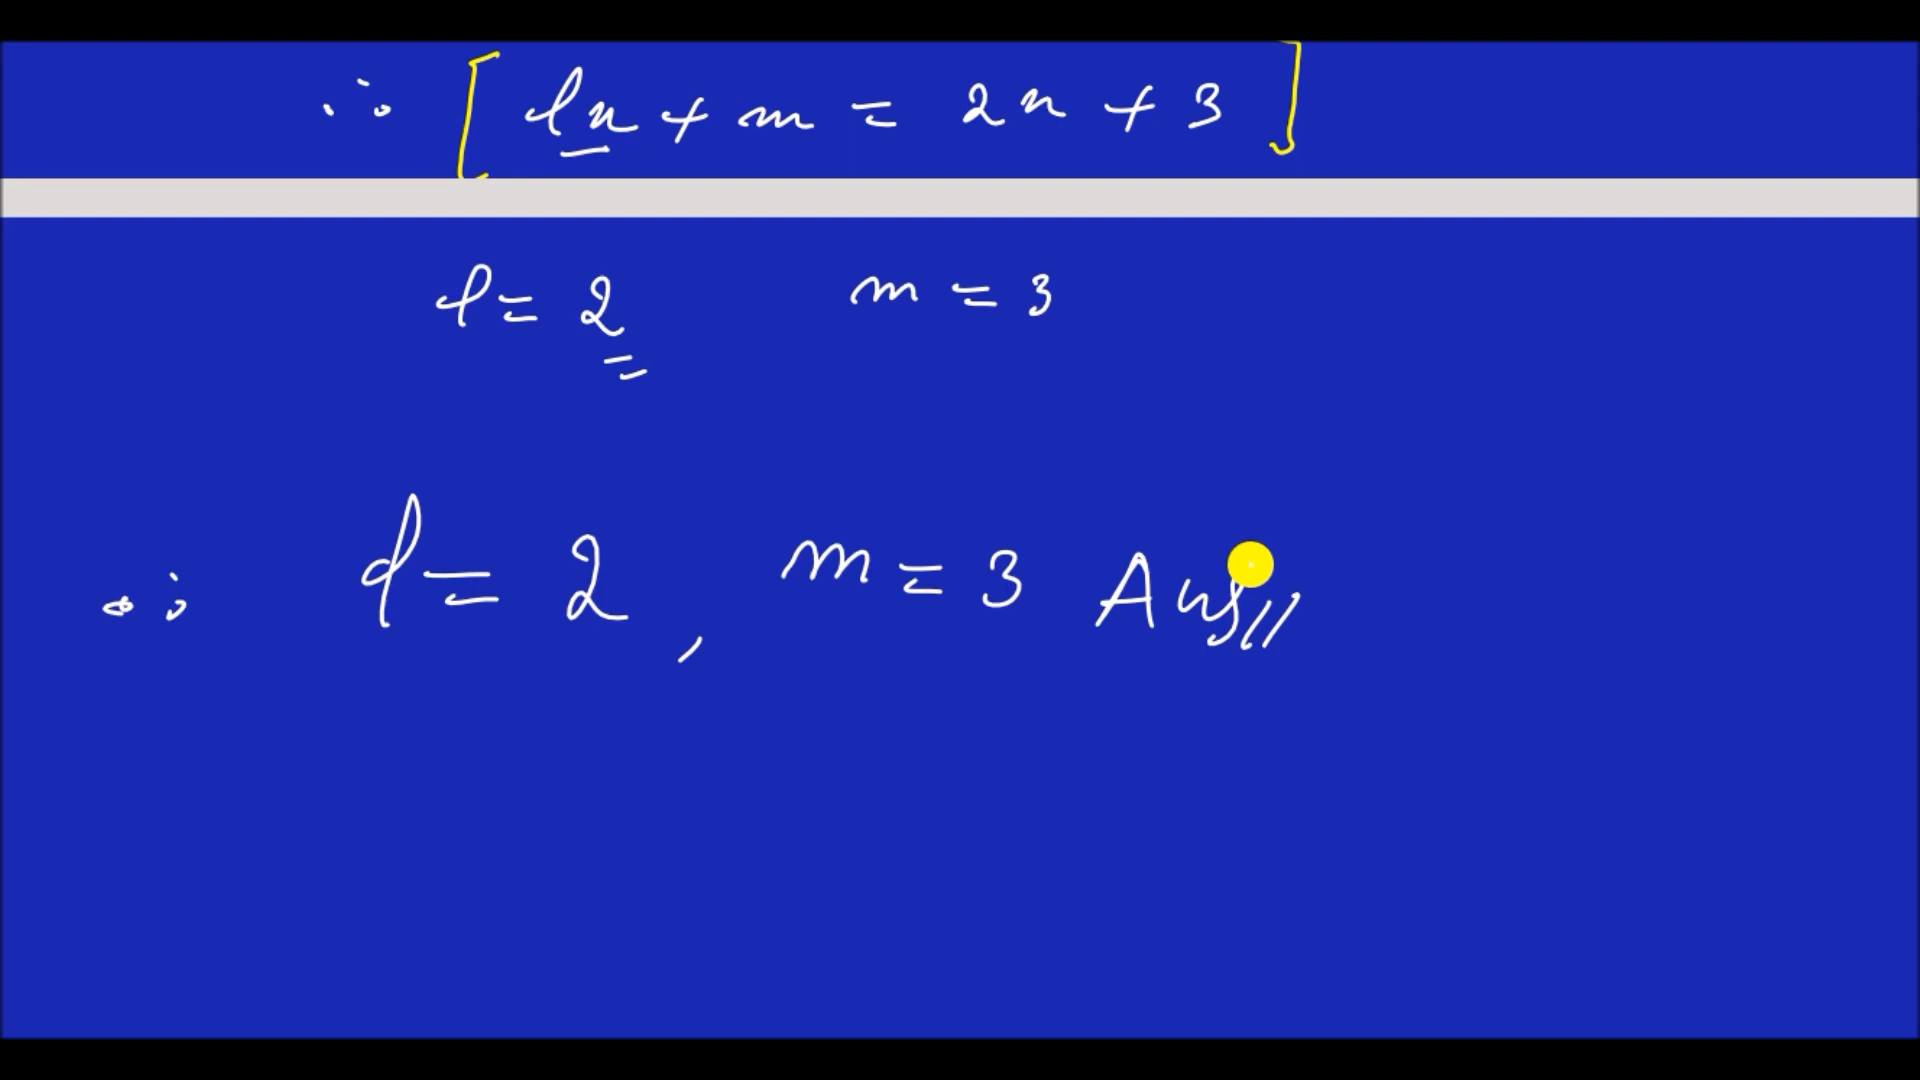 ∴ [ lx + m = 2x + 3 ]
l = 2 m = 3
∴ l = 2 , m = 3 Ans//